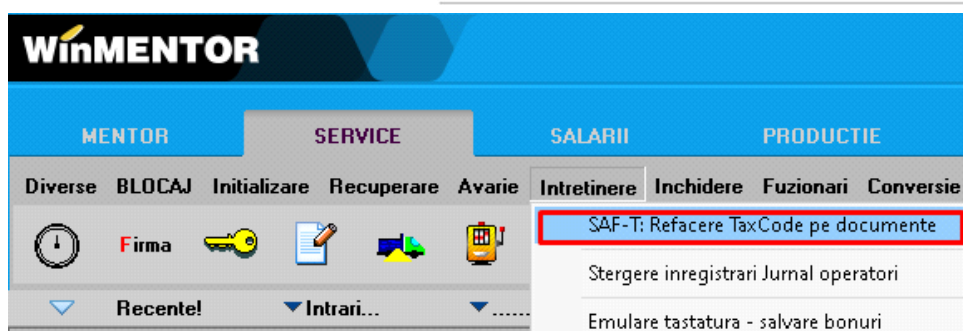 WinMENTOR
MENTOR SERVICE SALARII PRODUCTIE
Diverse BLOCAJ Initializare Recuperare Avarie Intretinere Inchidere Fuzionari Conversie
Firma
SAF-T: Refacere TaxCode pe documente
Stergere inregistrari Jurnal operatori
Recente! Intrari... ......
Emulare tastatura - salvare bonuri